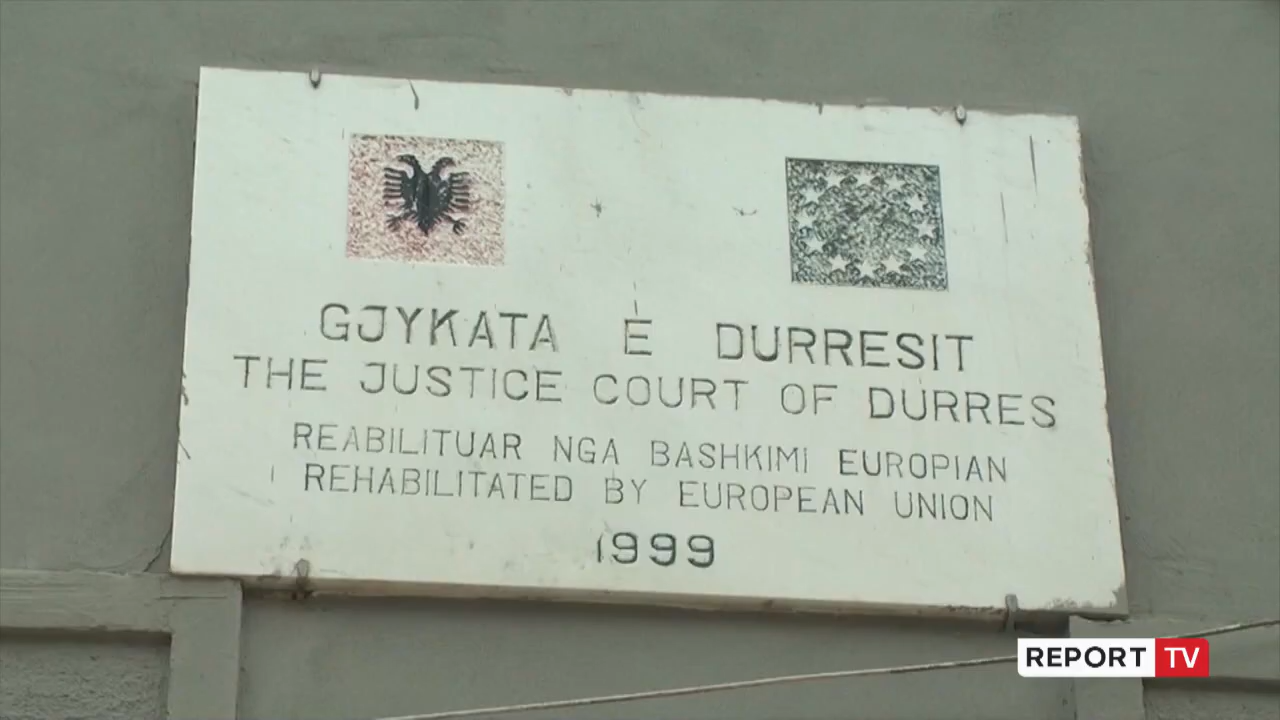 GJYKATA E DURRESIT
THE JUSTICE COURT OF DURRES
REABILITUAR NGA BASHKIMI EUROPIAN
REHABILITATED BY EUROPEAN UNION
1999
REPORT TV